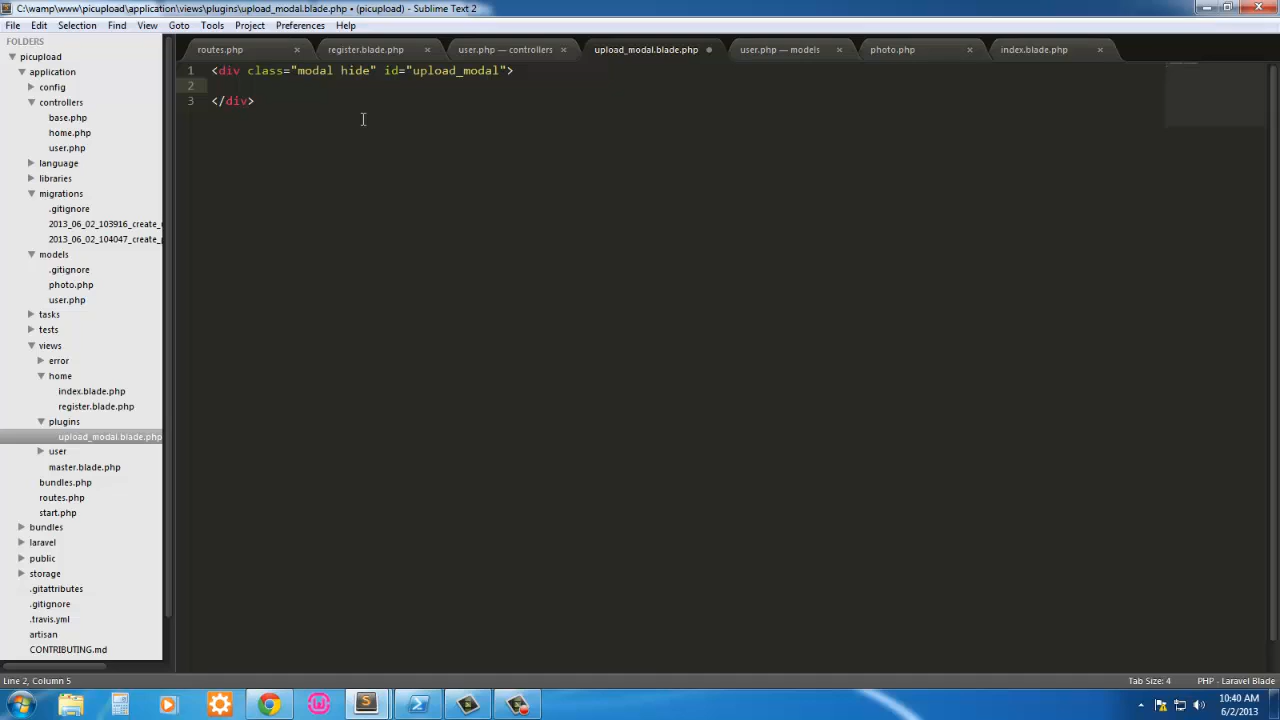 C:\wamp\www\picupload\application\views\plugins\upload_modal.blade.php • (picupload) - Sublime Text 2
File Edit Selection Find View Goto Tools Project Preferences Help
FOLDERS
picupload
application
config
controllers
base.php
home.php
user.php
language
libraries
migrations
.gitignore
2013_06_02_103916_create_
2013_06_02_104047_create_
models
.gitignore
photo.php
user.php
tasks
tests
views
error
home
index.blade.php
register.blade.php
plugins
upload_modal.blade.php
user
master.blade.php
bundles.php
routes.php
start.php
bundles
laravel
public
storage
.gitattributes
.gitignore
.travis.yml
artisan
CONTRIBUTING.md
routes.php register.blade.php user.php — controllers upload_modal.blade.php user.php — models photo.php index.blade.php
1 <div class="modal hide" id="upload_modal">
2
3 </div>
Line 2, Column 5 Tab Size: 4 PHP - Laravel Blade
10:40 AM
6/2/2013